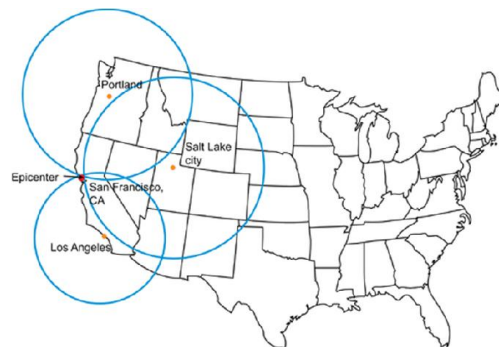 Portland
Salt Lake
city
Epicenter
San Francisco,
CA
Los Angeles